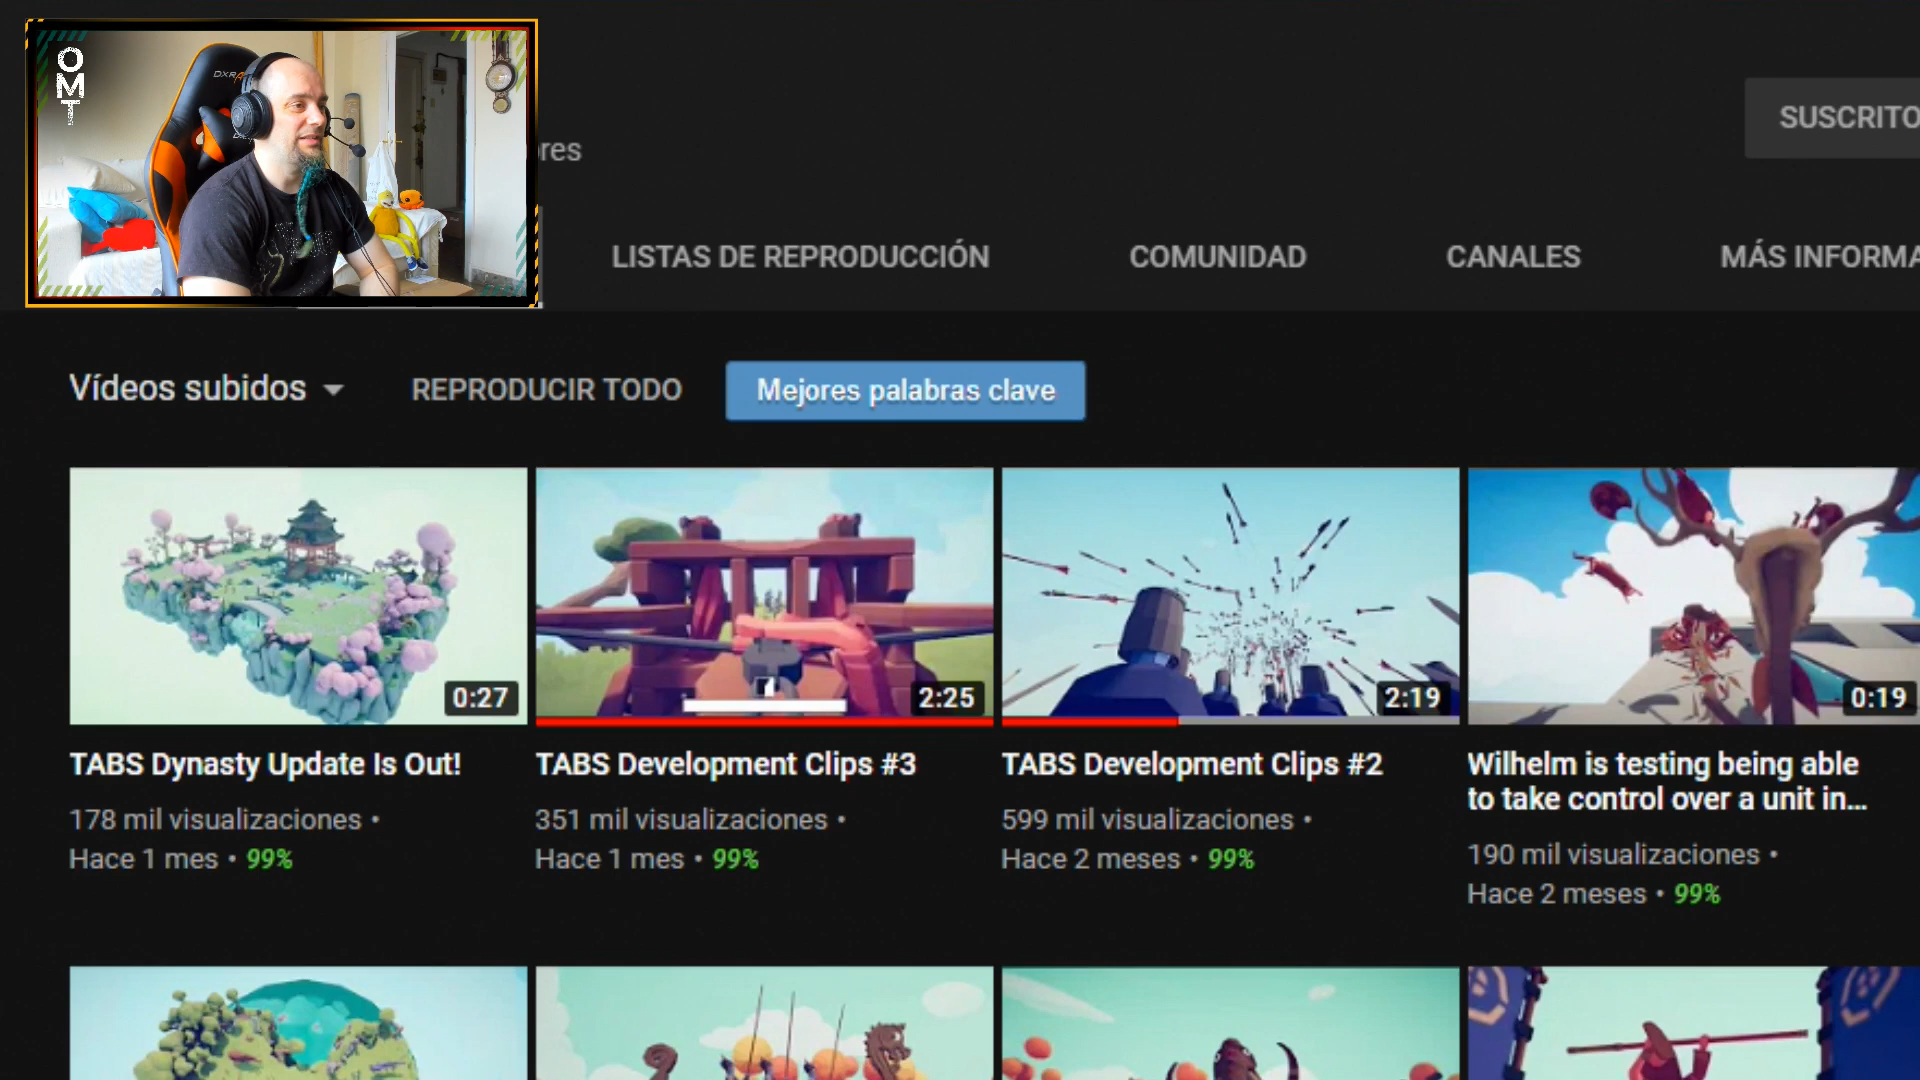 O
M
T
DXRA
res
SUSCRITO
LISTAS DE REPRODUCCIÓN
COMUNIDAD
CANALES
MÁS INFORMA
Vídeos subidos
REPRODUCIR TODO
Mejores palabras clave
0:27
2:25
2:19
0:19
TABS Dynasty Update Is Out!
178 mil visualizaciones •
Hace 1 mes • 99%
TABS Development Clips #3
351 mil visualizaciones •
Hace 1 mes • 99%
TABS Development Clips #2
599 mil visualizaciones •
Hace 2 meses • 99%
Wilhelm is testing being able
to take control over a unit in...
190 mil visualizaciones •
Hace 2 meses • 99%